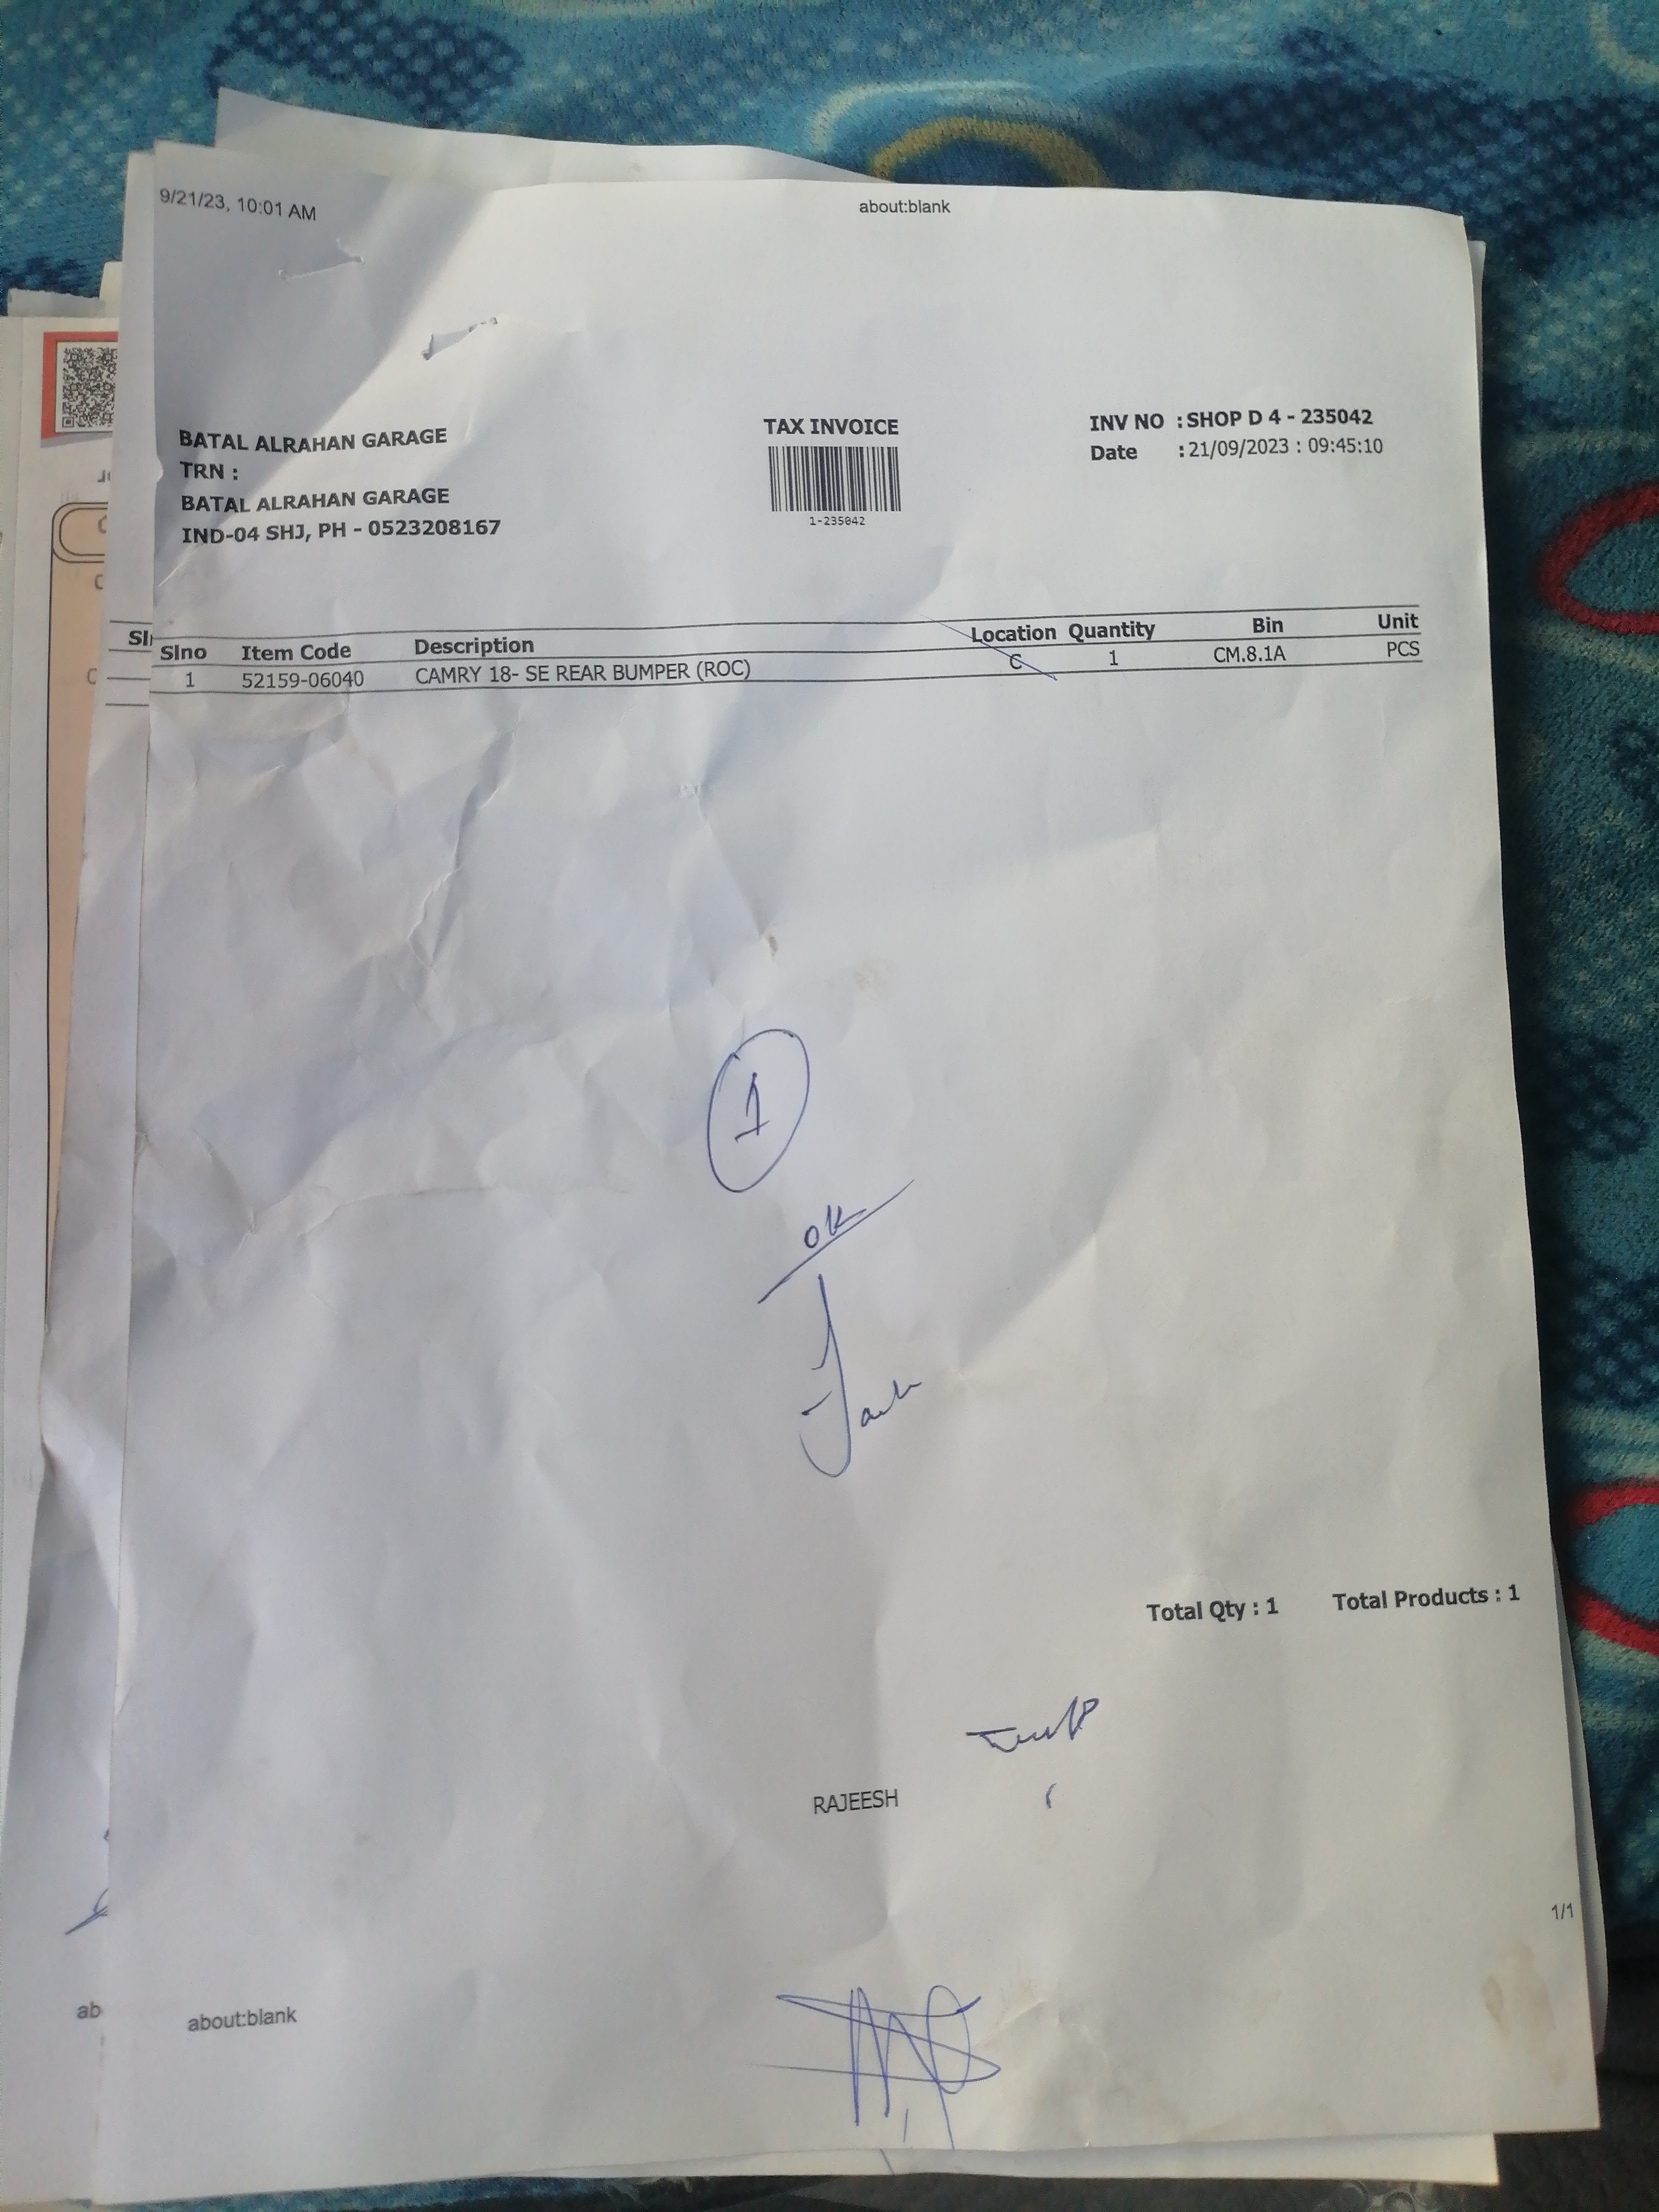 9/21/23, 10:01 AM
about:blank
BATAL ALRAHAN GARAGE
TRN :
BATAL ALRAHAN GARAGE
IND-04 SHJ, PH - 0523208167
TAX INVOICE
1-235042
INV NO : SHOP D 4 - 235042
Date : 21/09/2023 : 09:45:10
Slno Item Code Description Location Quantity Bin Unit
1 52159-06040 CAMRY 18- SE REAR BUMPER (ROC) C 1 CM.8.1A PCS
1
ok
Total Qty : 1 Total Products : 1
RAJEESH
1/1
about:blank
ab